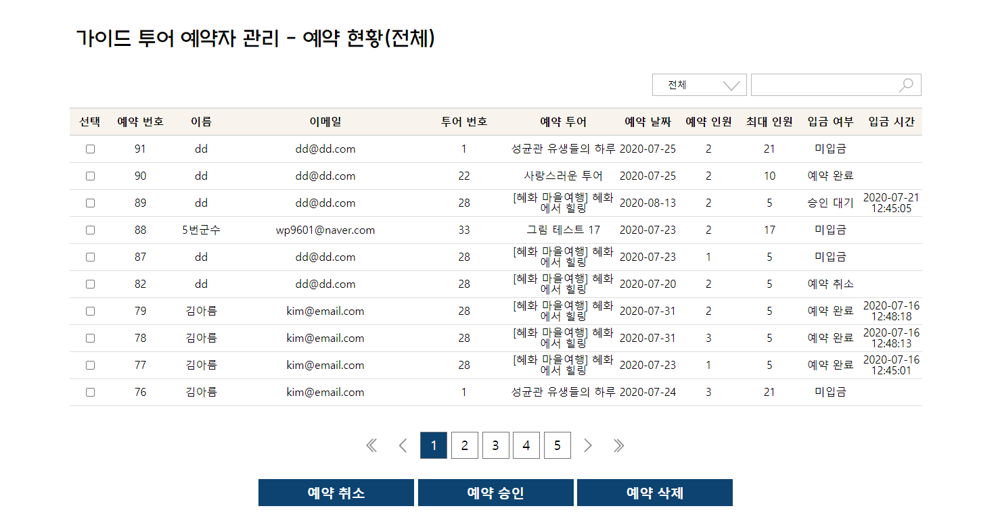 가이드 투어 예약자 관리 - 예약 현황(전체)
전체
선택 예약 번호 이름 이메일 투어 번호 예약 투어 예약 날짜 예약 인원 최대 인원 입금 여부 입금 시간
91 dd dd@dd.com 1 성균관 유생들의 하루 2020-07-25 2 21 미입금
90 dd dd@dd.com 22 사랑스러운 투어 2020-07-25 2 10 예약 완료
89 dd dd@dd.com 28 [혜화 마을여행] 혜화에서 힐링 2020-08-13 2 5 승인 대기 2020-07-21 12:45:05
88 5번군수 wp9601@naver.com 33 그림 테스트 17 2020-07-23 2 17 미입금
87 dd dd@dd.com 28 [혜화 마을여행] 혜화에서 힐링 2020-07-23 1 5 미입금
82 dd dd@dd.com 28 [혜화 마을여행] 혜화에서 힐링 2020-07-20 2 5 예약 취소
79 김아름 kim@email.com 28 [혜화 마을여행] 혜화에서 힐링 2020-07-31 2 5 예약 완료 2020-07-16 12:48:18
78 김아름 kim@email.com 28 [혜화 마을여행] 혜화에서 힐링 2020-07-31 3 5 예약 완료 2020-07-16 12:48:13
77 김아름 kim@email.com 28 [혜화 마을여행] 혜화에서 힐링 2020-07-23 1 5 예약 완료 2020-07-16 12:45:01
76 김아름 kim@email.com 1 성균관 유생들의 하루 2020-07-24 3 21 미입금
1 2 3 4 5
예약 취소 예약 승인 예약 삭제